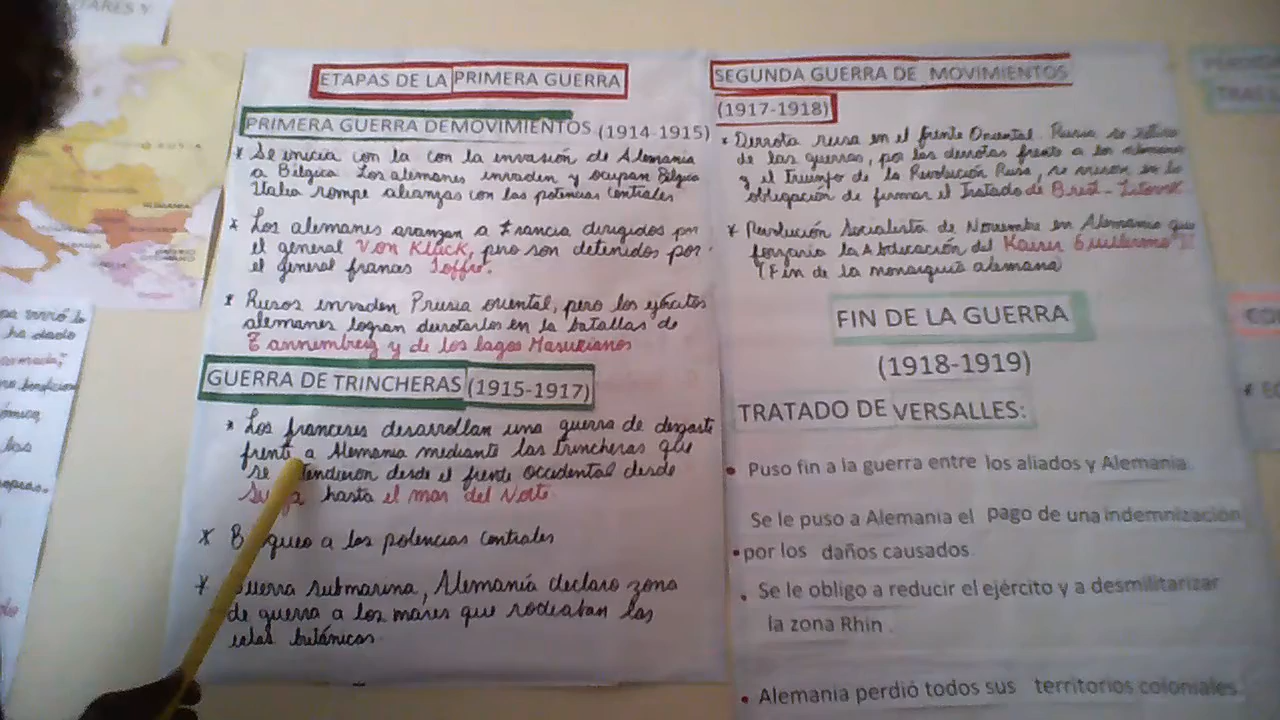 ETAPAS DE LA PRIMERA GUERRA
PRIMERA GUERRA DEMOVIMIENTOS (1914-1915)
* Se inicia con la con la invasión de Alemania
a Bélgica Los alemanes invaden y ocupan Bélgica
Italia rompe alianzas con las potencias Centrales
* Los alemanes avanzan a Francia dirigidos por
el general Von Kluck, pero son detenidos por
el general frances Joffre.
* Rusos invaden Prusia oriental, pero los ejércitos
alemanes logran derrotarlos en la batallas de
Tannemberg y de los lagos Masurianos
GUERRA DE TRINCHERAS (1915-1917)
* Los franceses desarrollan una guerra de desgaste
frente a Alemania mediante las trincheras que
se tendieron desde el frente occidental desde
hasta el mar del Norte
* a las potencias centrales
* submarina, Alemania declaro zona
de guerra a los mares que rodeaban las
islas británicas
SEGUNDA GUERRA DE MOVIMIENTOS
(1917-1918)
* Derrota rusa en el frente Oriental. Rusia se retira
de las guerras, por las derrotas frente a los alemanes
y el triunfo de la Revolución Rusa, se vieron en la
obligación de firmar el Tratado de Brest-Litovsk
* Revolución Socialista de Noviembre en Alemania que
forzaria la Abdicación del Kaiser Guillermo II
(Fin de la monarquia alemana)
FIN DE LA GUERRA
(1918-1919)
TRATADO DE VERSALLES:
• Puso fin a la guerra entre los aliados y Alemania
Se le puso a Alemania el pago de una indemnización
• por los daños causados.
• Se le obligo a reducir el ejército y a desmilitarizar
la zona Rhin .
• Alemania perdió todos sus territorios coloniales.